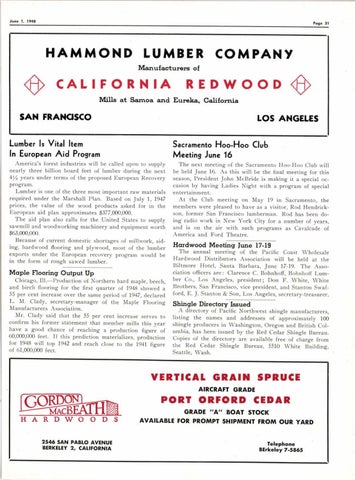 June 1, 1948
Page 31
HAMMOND LUMBER COMPANY
Manufacturers of
CALIFORNIA REDWOOD
Mills at Samoa and Eureka, California
SAN FRANCISCO
LOS ANGELES
Lumber Is Vital Item
In European Aid Program
America's forest industries will be called upon to supply
nearly three billion board feet of lumber during the next
4¼ years under terms of the proposed European Recovery
program.
Lumber is one of the three most important raw materials
required under the Marshall Plan. Based on July 1, 1947
prices, the value of the wood products asked for in the
European aid plan approximates $377,000,000.
The aid plan also calls for the United States to supply
sawmill and woodworking machinery and equipment worth
$63,000,000.
Because of current domestic shortages of millwork, sid-
ing, hardwood flooring and plywood, most of the lumber
exports under the European recovery program would be
in the form of rough sawed lumber.
Maple Flooring Output Up
Chicago, Ill.—Production of Northern hard maple, beech,
and birch flooring for the first quarter of 1948 showed a
55 per cent increase over the same period of 1947, declared
L. M. Clady, secretary-manager of the Maple Flooring
Manufacturers Association.
Mr. Clady said that the 55 per cent increase serves to
confirm his former statement that member mills this year
have a good chance of reaching a production figure of
60,000,000 feet. If this prediction materializes, production
for 1948 will top 1942 and reach close to the 1941 figure
of 61,000,000 feet.
Sacramento Hoo-Hoo Club
Meeting June 16
The next meeting of the Sacramento Hoo-Hoo Club will
be held June 16. As this will be the final meeting for this
season, President John McBride is making it a special oc-
casion by having Ladies Night with a program of special
entertainment.
At the Club meeting on May 19 in Sacramento, the
members were pleased to have as a visitor, Rod Hendrick-
son, former San Francisco lumberman. Rod has been do-
ing radio work in New York City for a number of years,
and is on the air with such programs as Cavalcade of
America and Ford Theatre.
Hardwood Meeting June 17-19
The annual meeting of the Pacific Coast Wholesale
Hardwood Distributors Association will be held at the
Biltmore Hotel, Santa Barbara, June 17-19. The Asso-
ciation officers are: Clarence C. Bohnhoff, Bohnhoff Lum-
ber Co., Los Angeles, president; Don F. White, White
Brothers, San Francisco, vice president, and Stanton Swaf-
ford, E. J. Stanton & Son, Los Angeles, secretary-treasurer.
Shingle Directory Issued
A directory of Pacific Northwest shingle manufacturers,
listing the names and addresses of approximately 100
shingle producers in Washington, Oregon and British Col-
umbia, has been issued by the Red Cedar Shingle Bureau.
Copies of the directory are available free of charge from
the Red Cedar Shingle Bureau, 5510 White Building,
Seattle, Wash.
GORDON
MACBEATH
HARDWOODS
VERTICAL GRAIN SPRUCE
AIRCRAFT GRADE
PORT ORFORD CEDAR
GRADE "A" BOAT STOCK
AVAILABLE FOR PROMPT SHIPMENT FROM OUR YARD
2546 SAN PABLO AVENUE
BERKELEY 2, CALIFORNIA
Telephone
BErkeley 7-5865